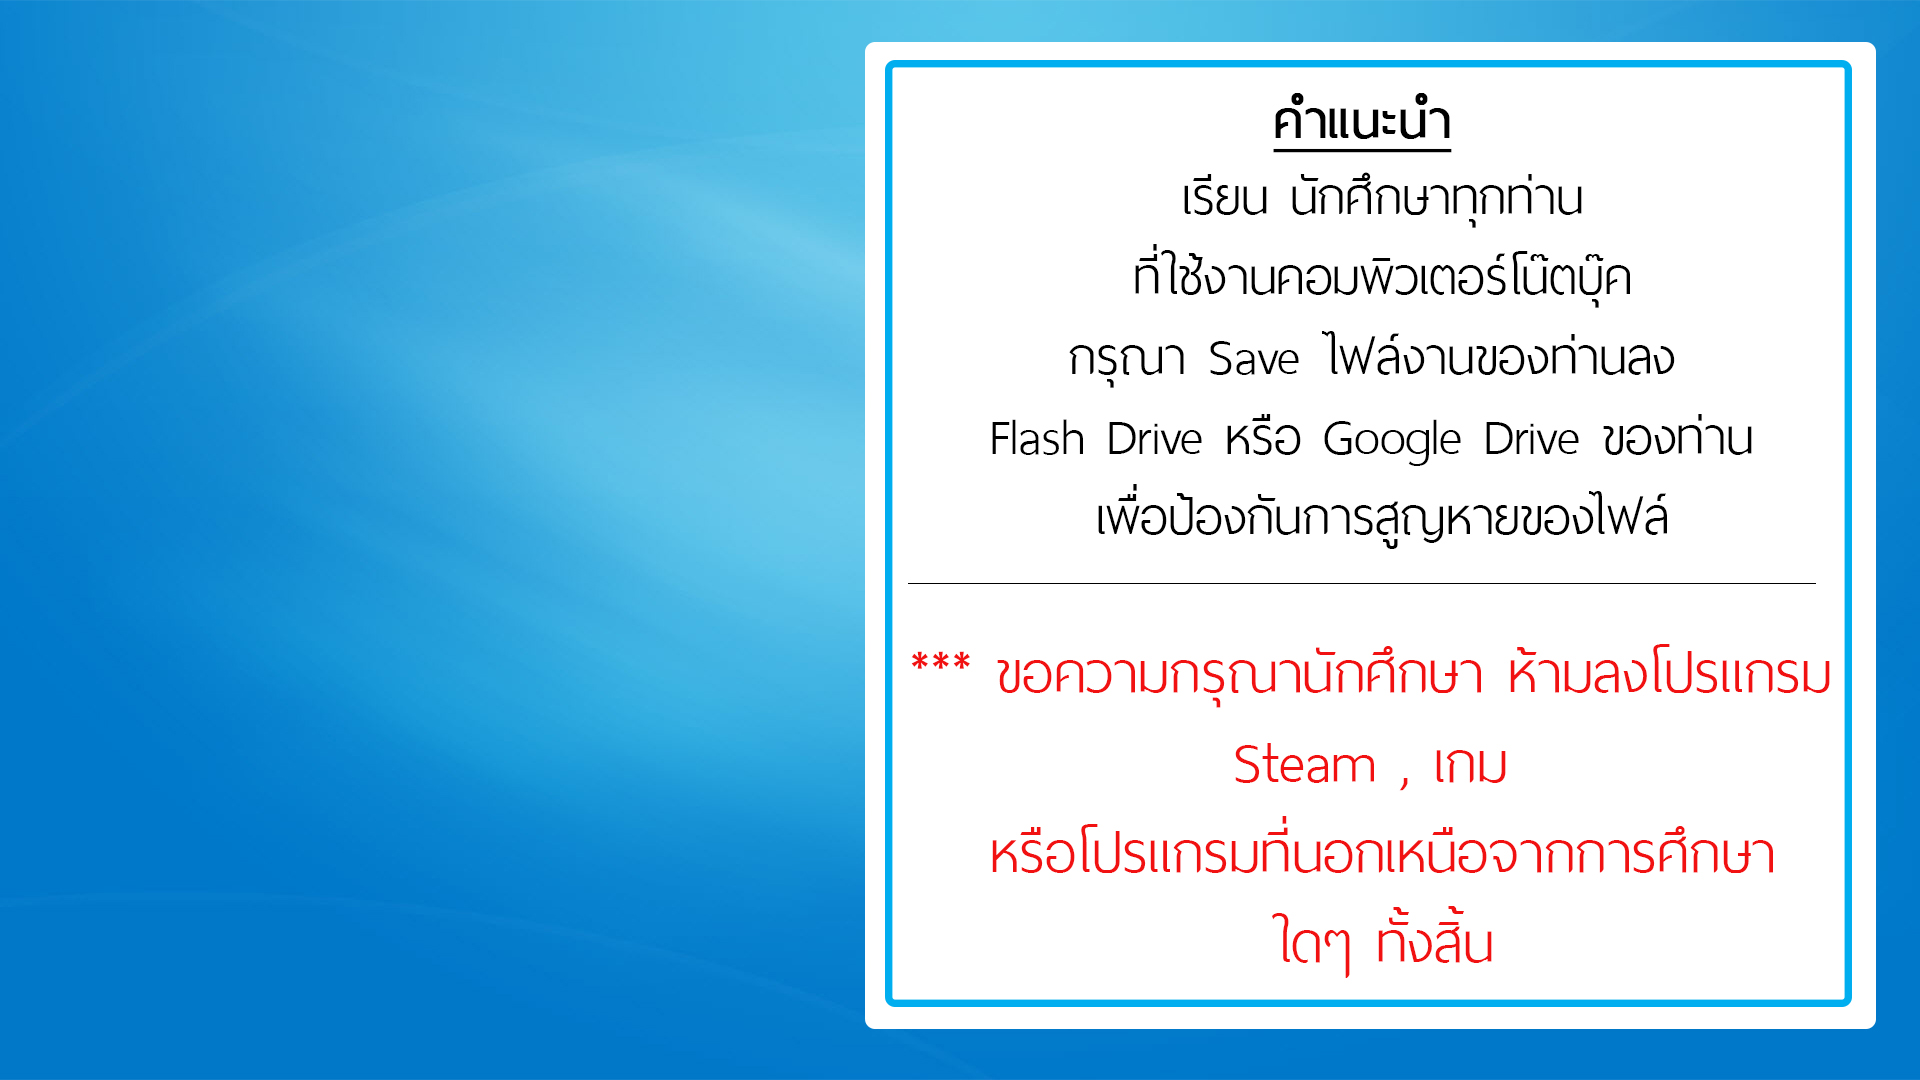 คำแนะนำ
เรียน นักศึกษาทุกท่าน
ที่ใช้งานคอมพิวเตอร์โน๊ตบุ๊ค
กรุณา Save ไฟล์งานของท่านลง
Flash Drive หรือ Google Drive ของท่าน
เพื่อป้องกันการสูญหายของไฟล์
*** ขอความกรุณานักศึกษา ห้ามลงโปรแกรม
Steam , เกม
หรือโปรแกรมที่นอกเหนือจากการศึกษา
ใดๆ ทั้งสิ้น